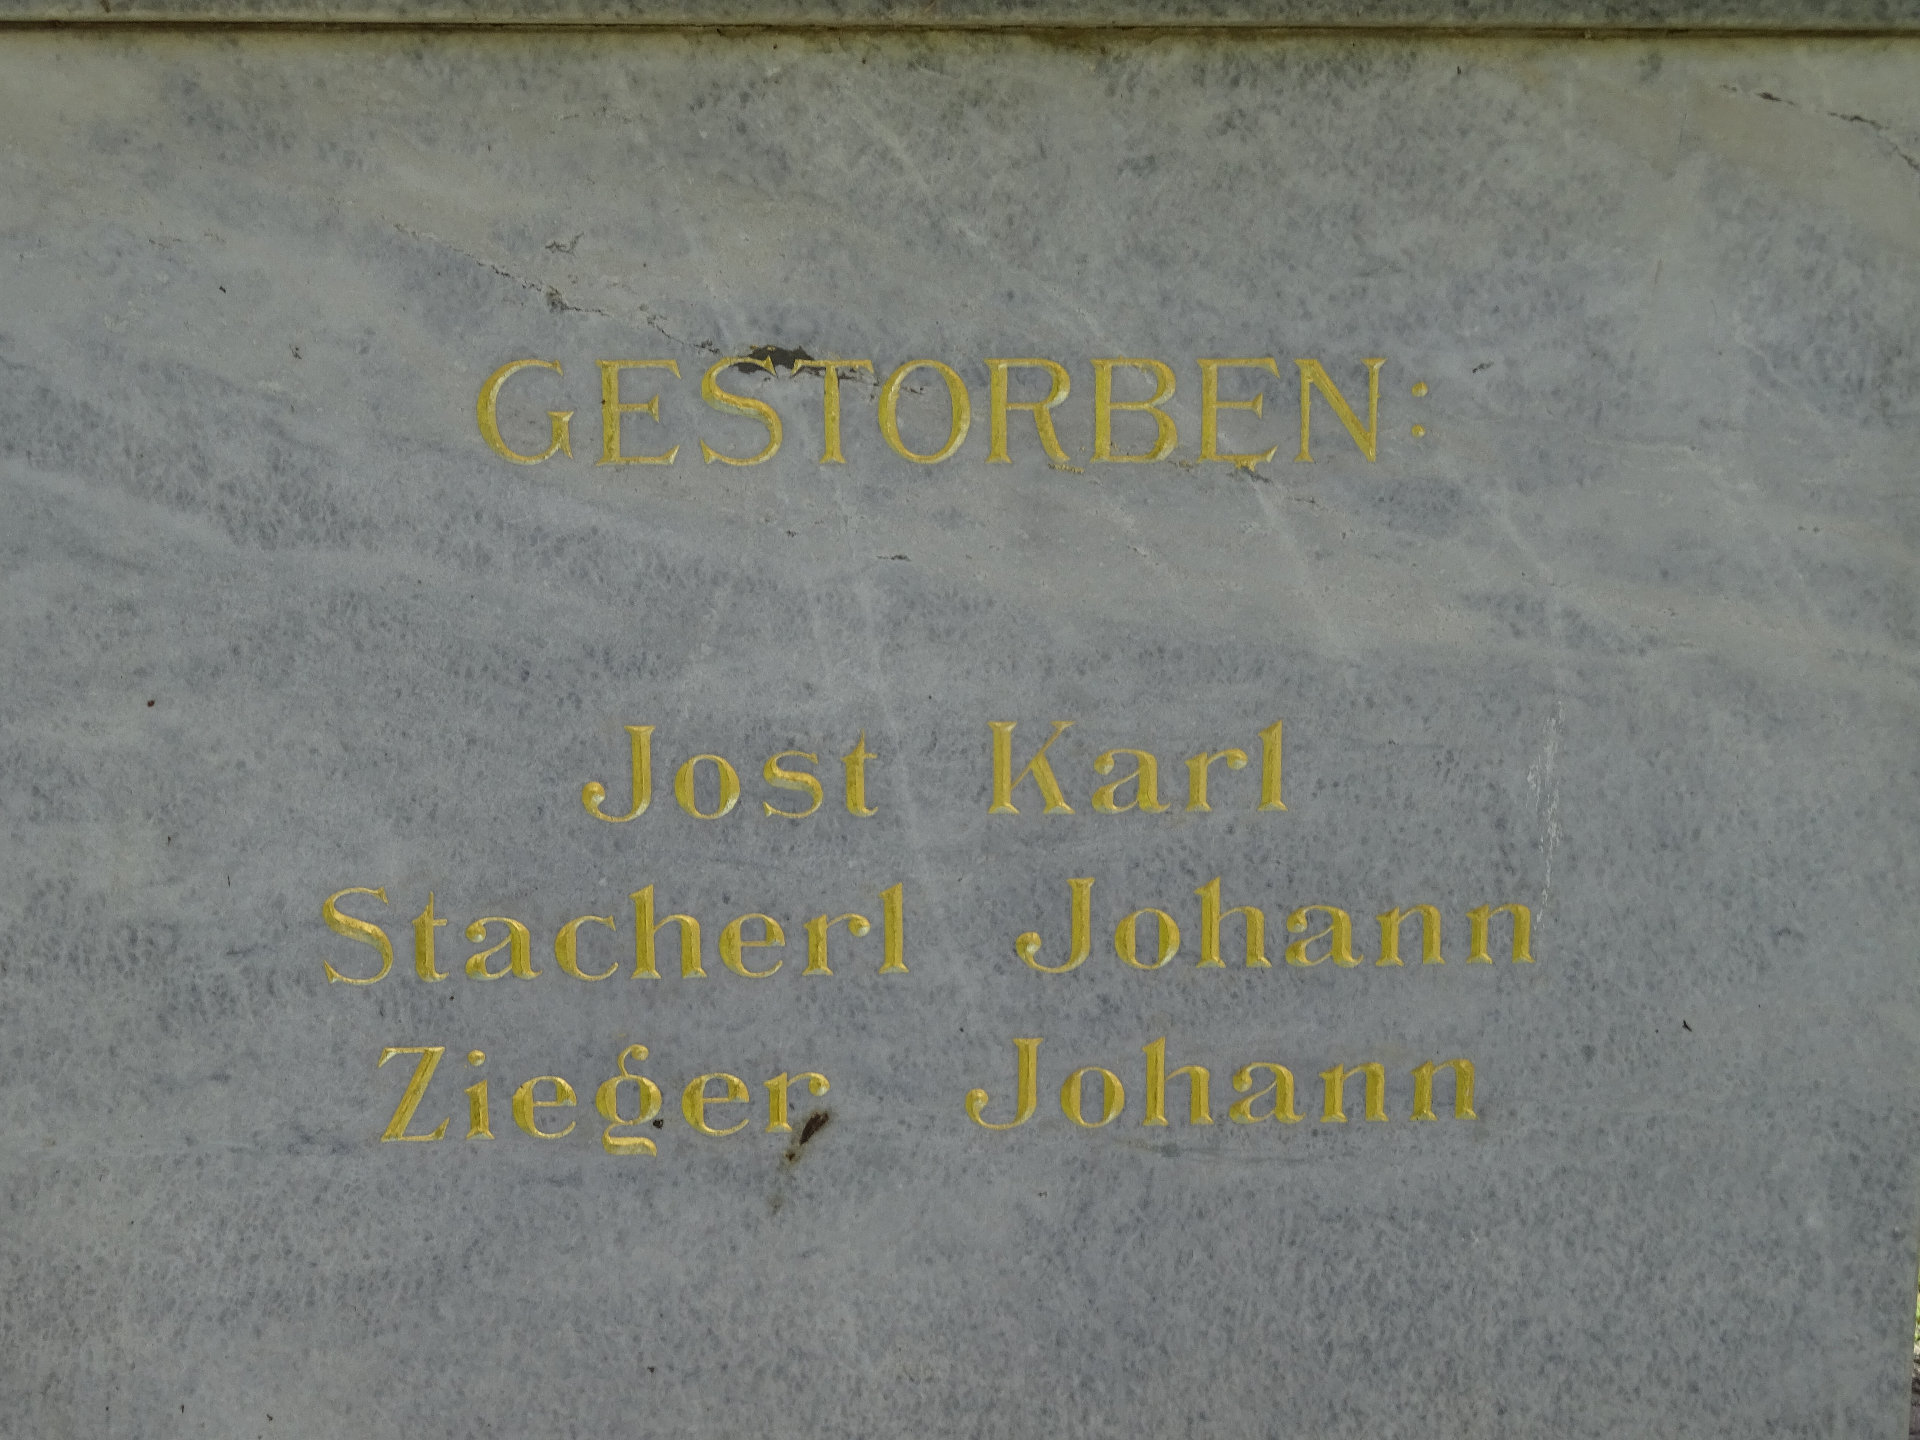 GESTORBEN:
Jost Karl
Stacherl Johann
Zieger Johann